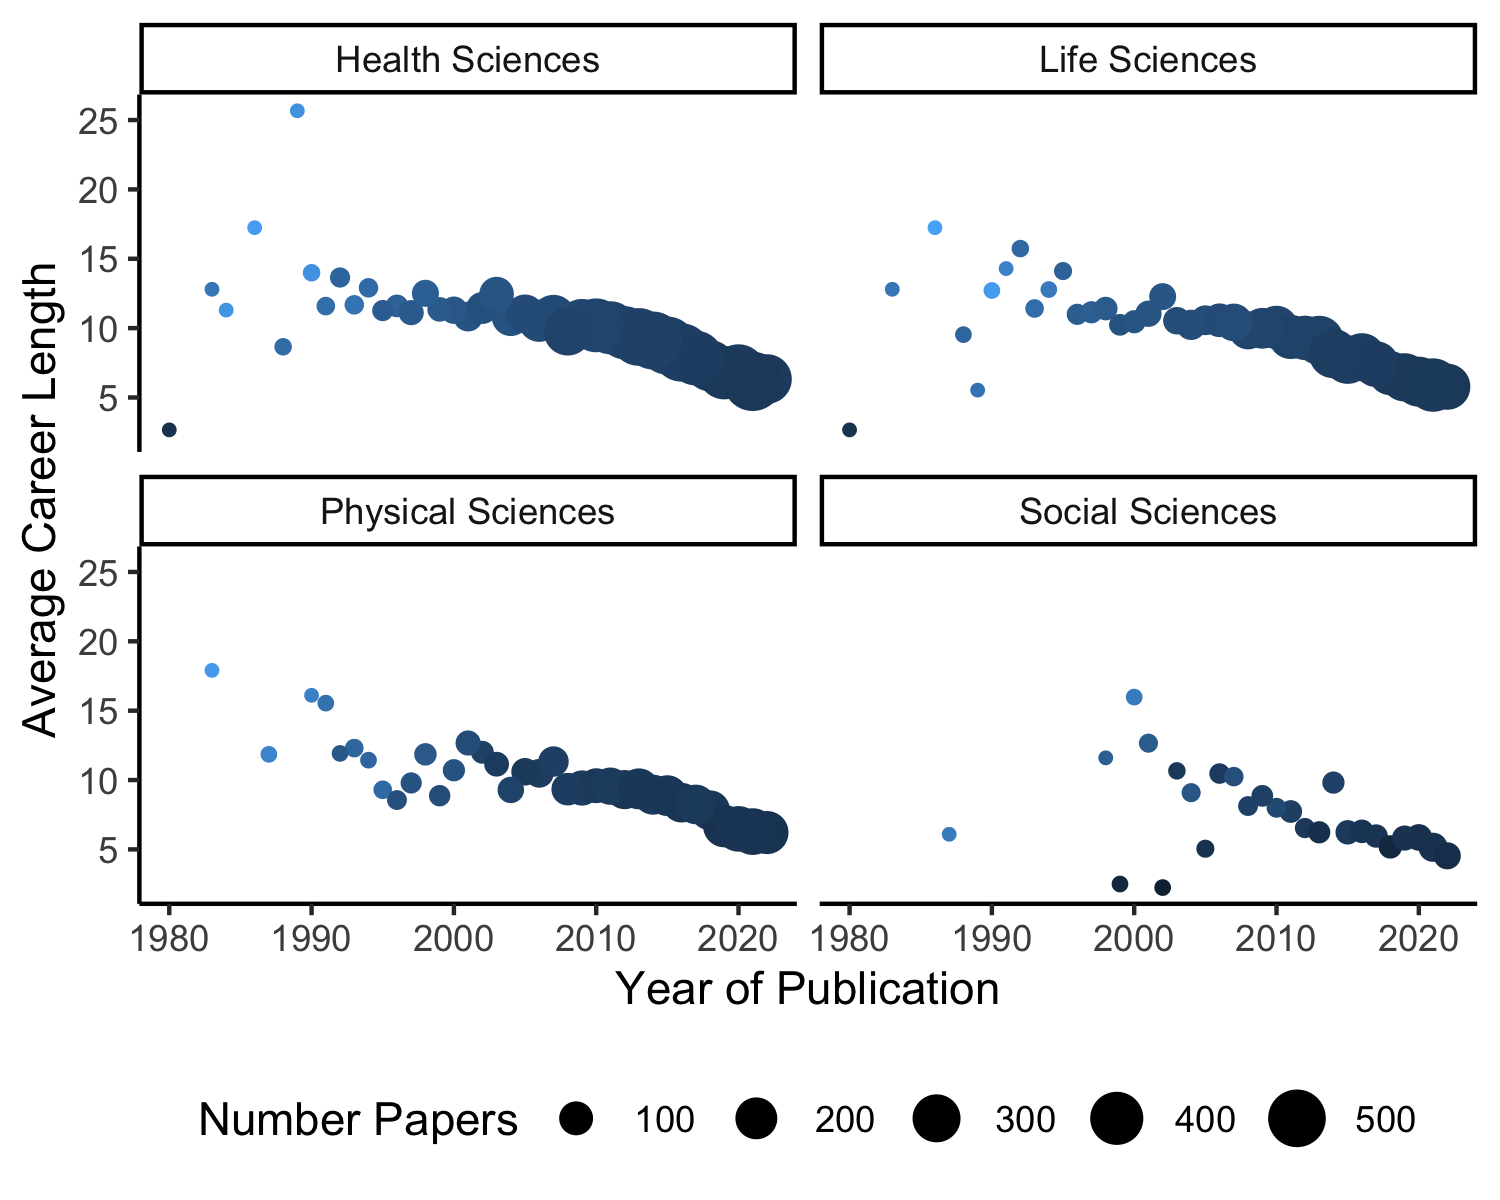 Health Sciences
Life Sciences
25
20
15
10
5
Physical Sciences
Social Sciences
25
20
15
10
5
Average Career Length
1980 1990 2000 2010 2020 1980 1990 2000 2010 2020
Year of Publication
Number Papers 100 200 300 400 500